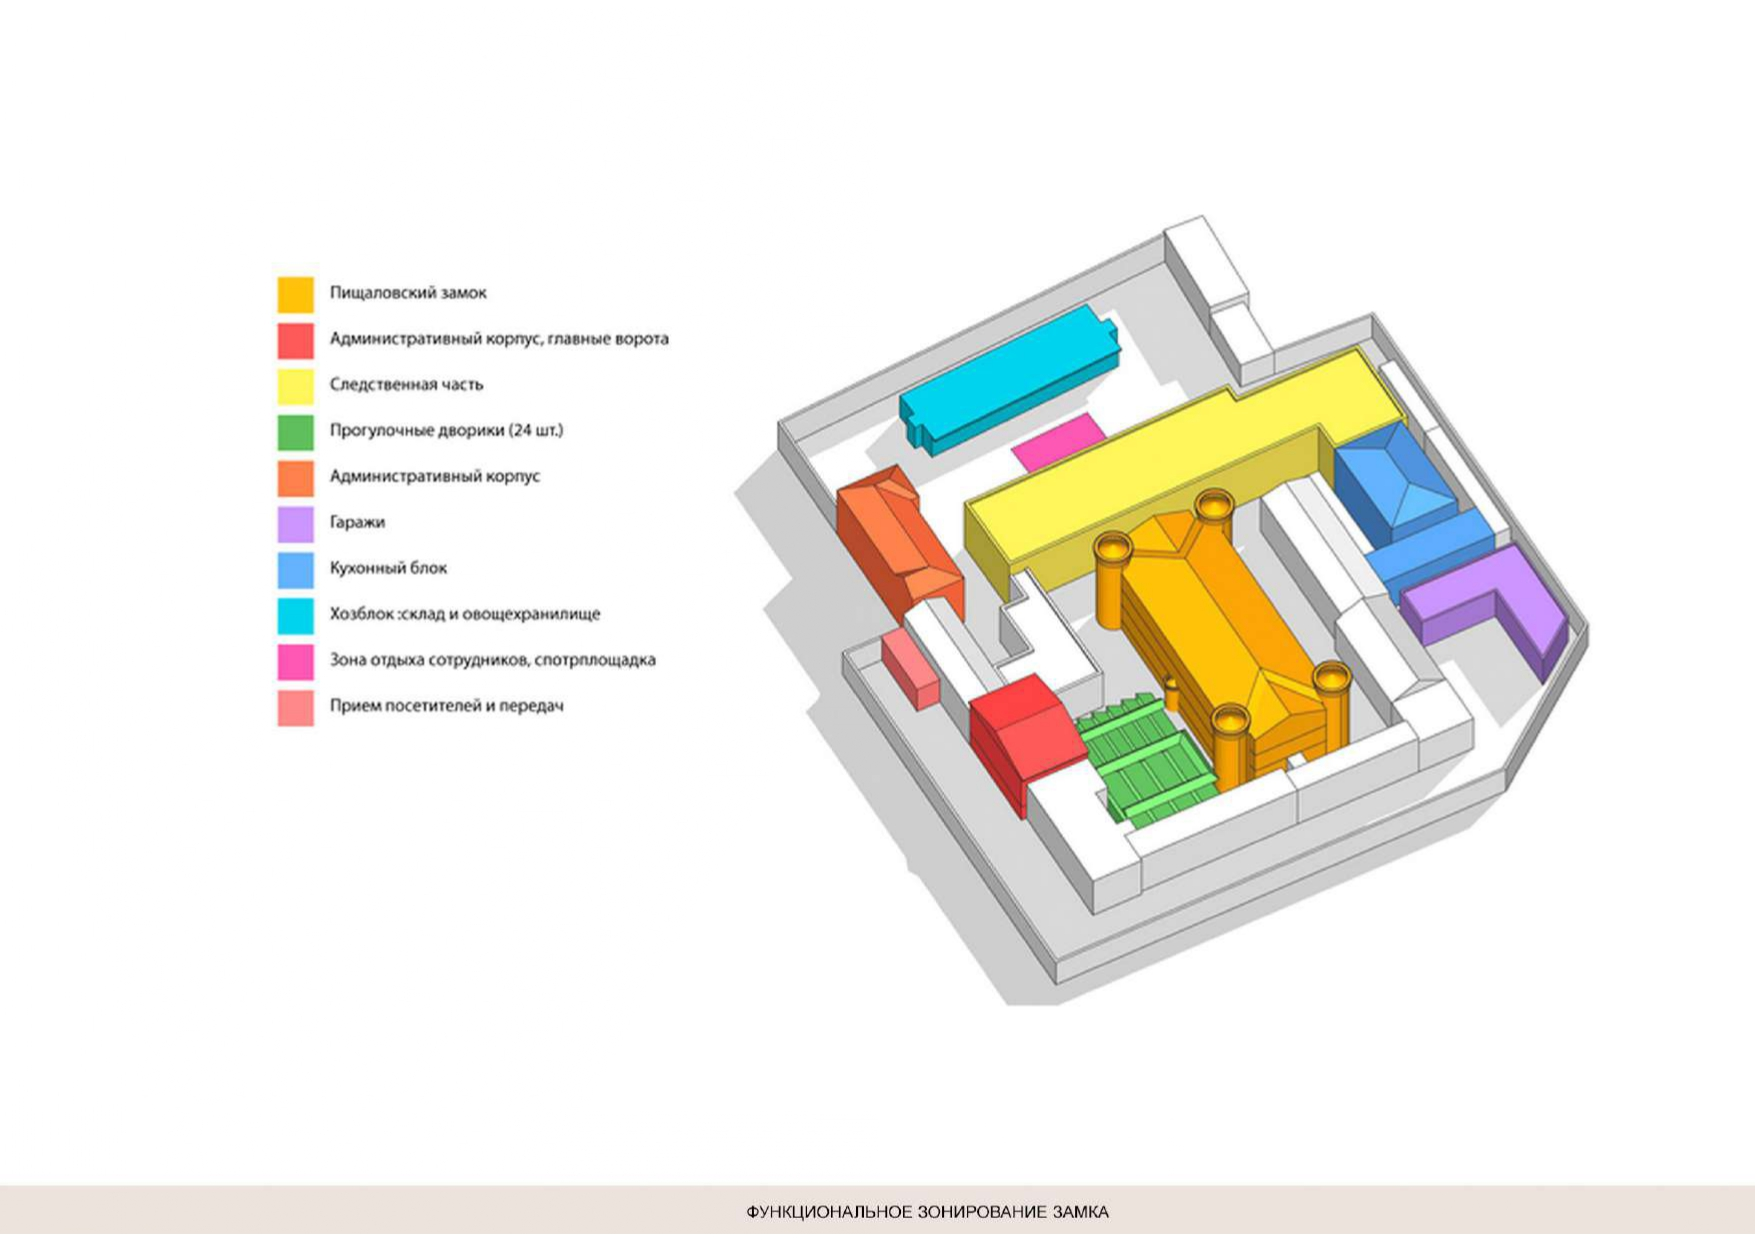 Пищаловский замок
Административный корпус, главные ворота
Следственная часть
Прогулочные дворики (24 шт.)
Административный корпус
Гаражи
Кухонный блок
Хозблок :склад и овощехранилище
Зона отдыха сотрудников, спотрплощадка
Прием посетителей и передач
ФУНКЦИОНАЛЬНОЕ ЗОНИРОВАНИЕ ЗАМКА